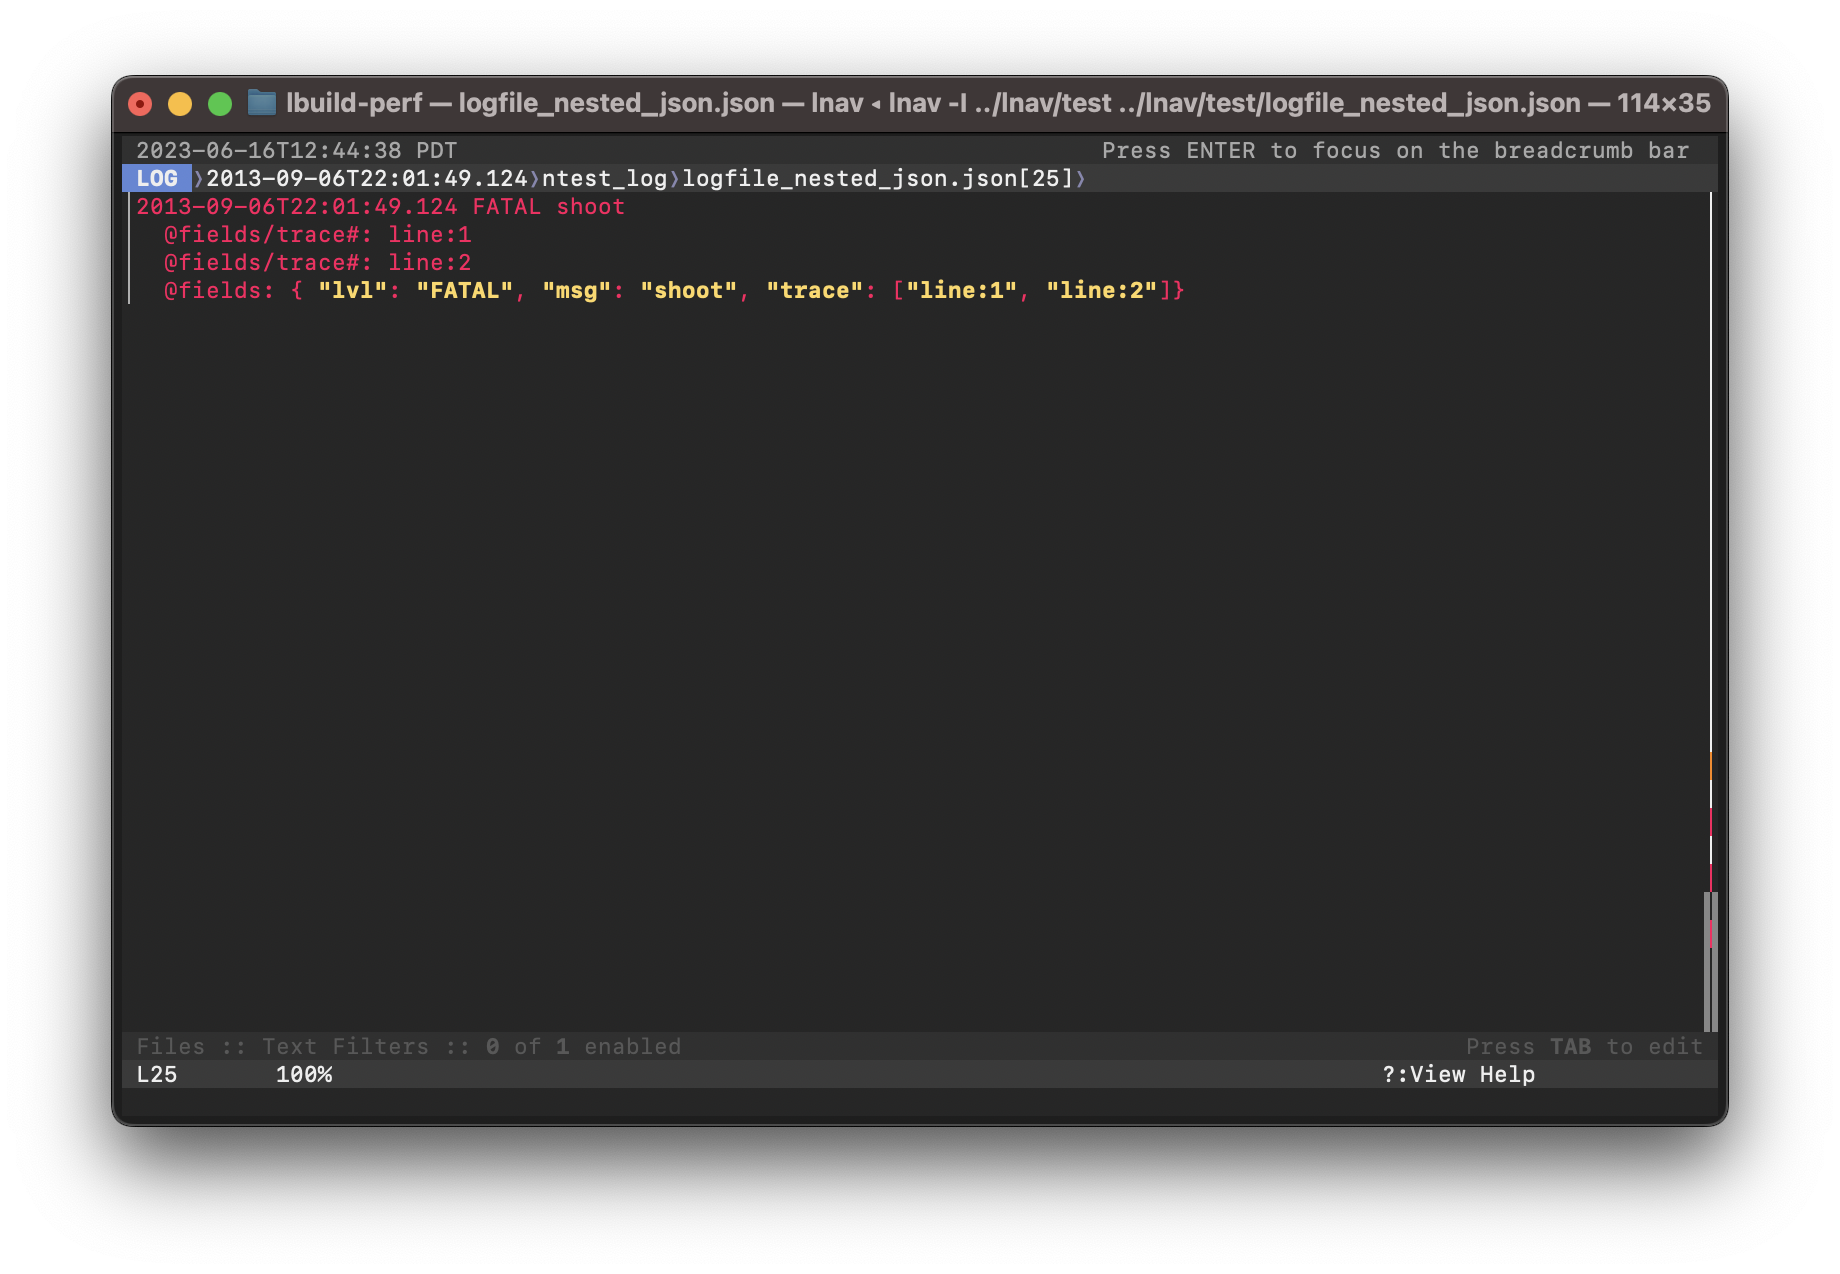 lbuild-perf — logfile_nested_json.json — lnav ◂ lnav -I ../lnav/test ../lnav/test/logfile_nested_json.json — 114×35
2023-06-16T12:44:38 PDT Press ENTER to focus on the breadcrumb bar
LOG ⟩2013-09-06T22:01:49.124⟩ntest_log⟩logfile_nested_json.json[25]⟩
2013-09-06T22:01:49.124 FATAL shoot
@fields/trace#: line:1
@fields/trace#: line:2
@fields: { "lvl": "FATAL", "msg": "shoot", "trace": ["line:1", "line:2"]}
Files :: Text Filters :: 0 of 1 enabled Press TAB to edit
L25 100% ?:View Help